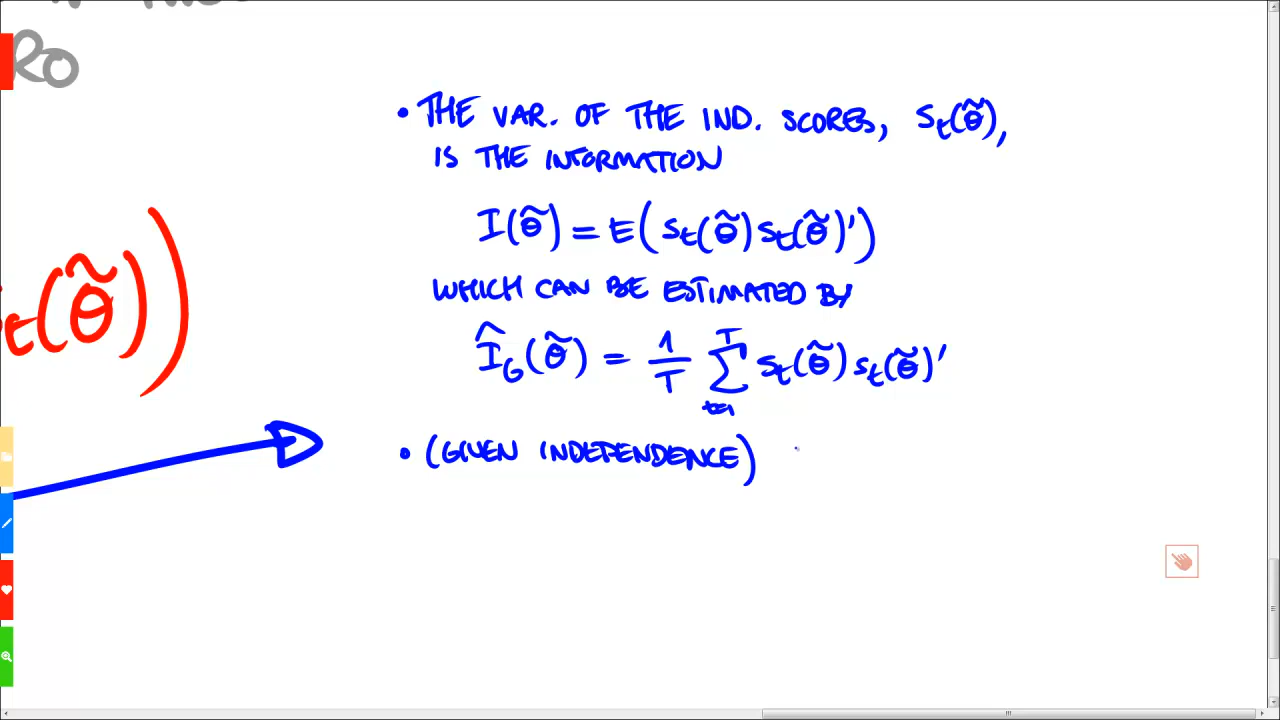 RO
• THE VAR. OF THE IND. SCORES, St(θ̃),
IS THE INFORMATION
I(θ̃) = E(St(θ̃)St(θ̃)')
t(θ̃))
WHICH CAN BE ESTIMATED BY
Î_G(θ̃) = 1/T Σ_{t=1}^{T} St(θ̃)St(θ̃)'
• (GIVEN INDEPENDENCE)